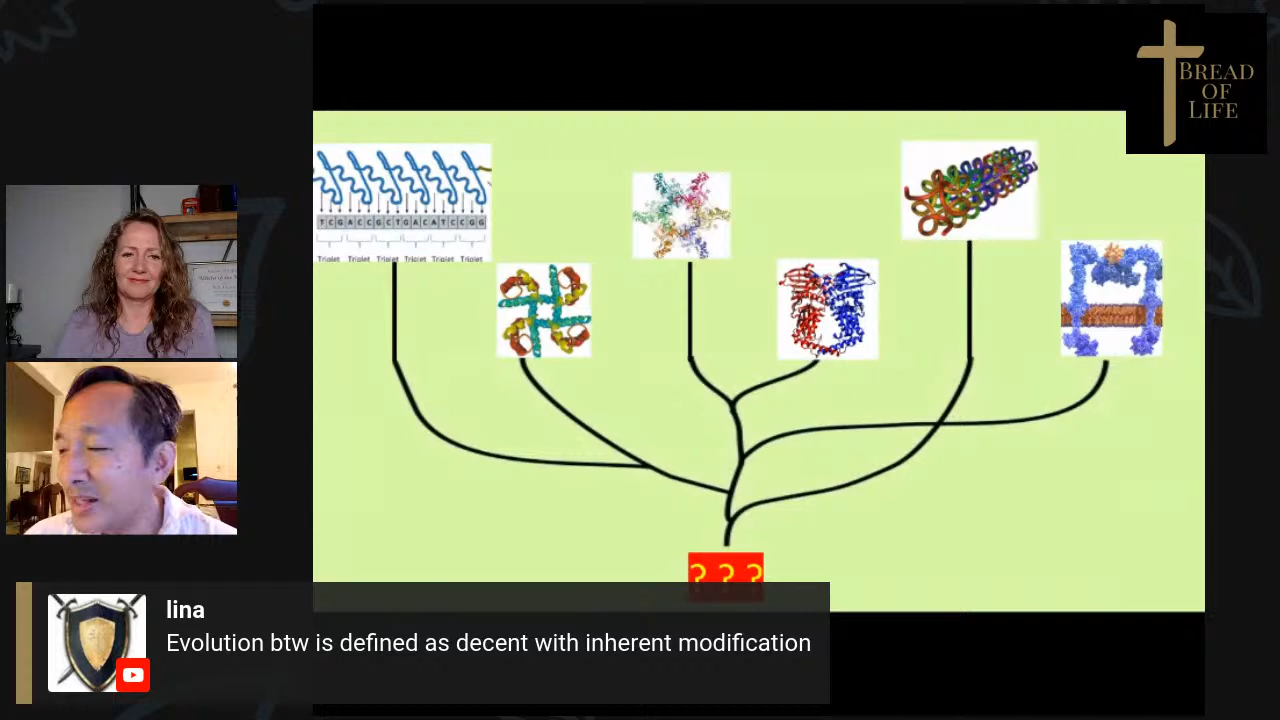 BREAD
OF
LIFE
T C G A C C G C T G A C A T C C G G
Triplet Triplet Triplet Triplet Triplet Triplet
? ? ?
lina
Evolution btw is defined as decent with inherent modification